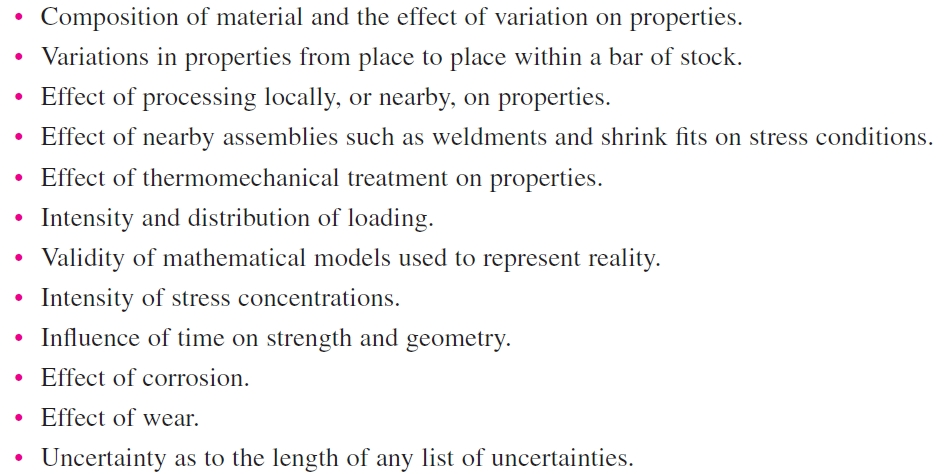 • Composition of material and the effect of variation on properties.
• Variations in properties from place to place within a bar of stock.
• Effect of processing locally, or nearby, on properties.
• Effect of nearby assemblies such as weldments and shrink fits on stress conditions.
• Effect of thermomechanical treatment on properties.
• Intensity and distribution of loading.
• Validity of mathematical models used to represent reality.
• Intensity of stress concentrations.
• Influence of time on strength and geometry.
• Effect of corrosion.
• Effect of wear.
• Uncertainty as to the length of any list of uncertainties.